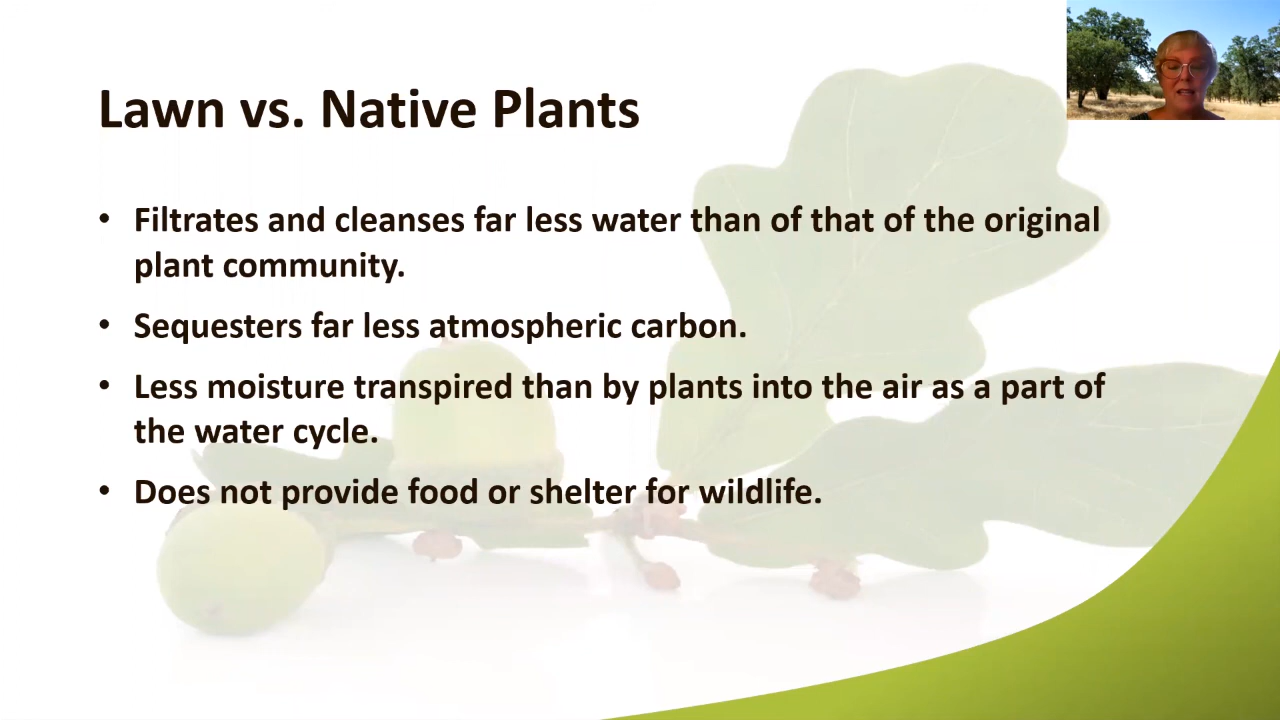 Lawn vs. Native Plants
• Filtrates and cleanses far less water than of that of the original
plant community.
• Sequesters far less atmospheric carbon.
• Less moisture transpired than by plants into the air as a part of
the water cycle.
• Does not provide food or shelter for wildlife.